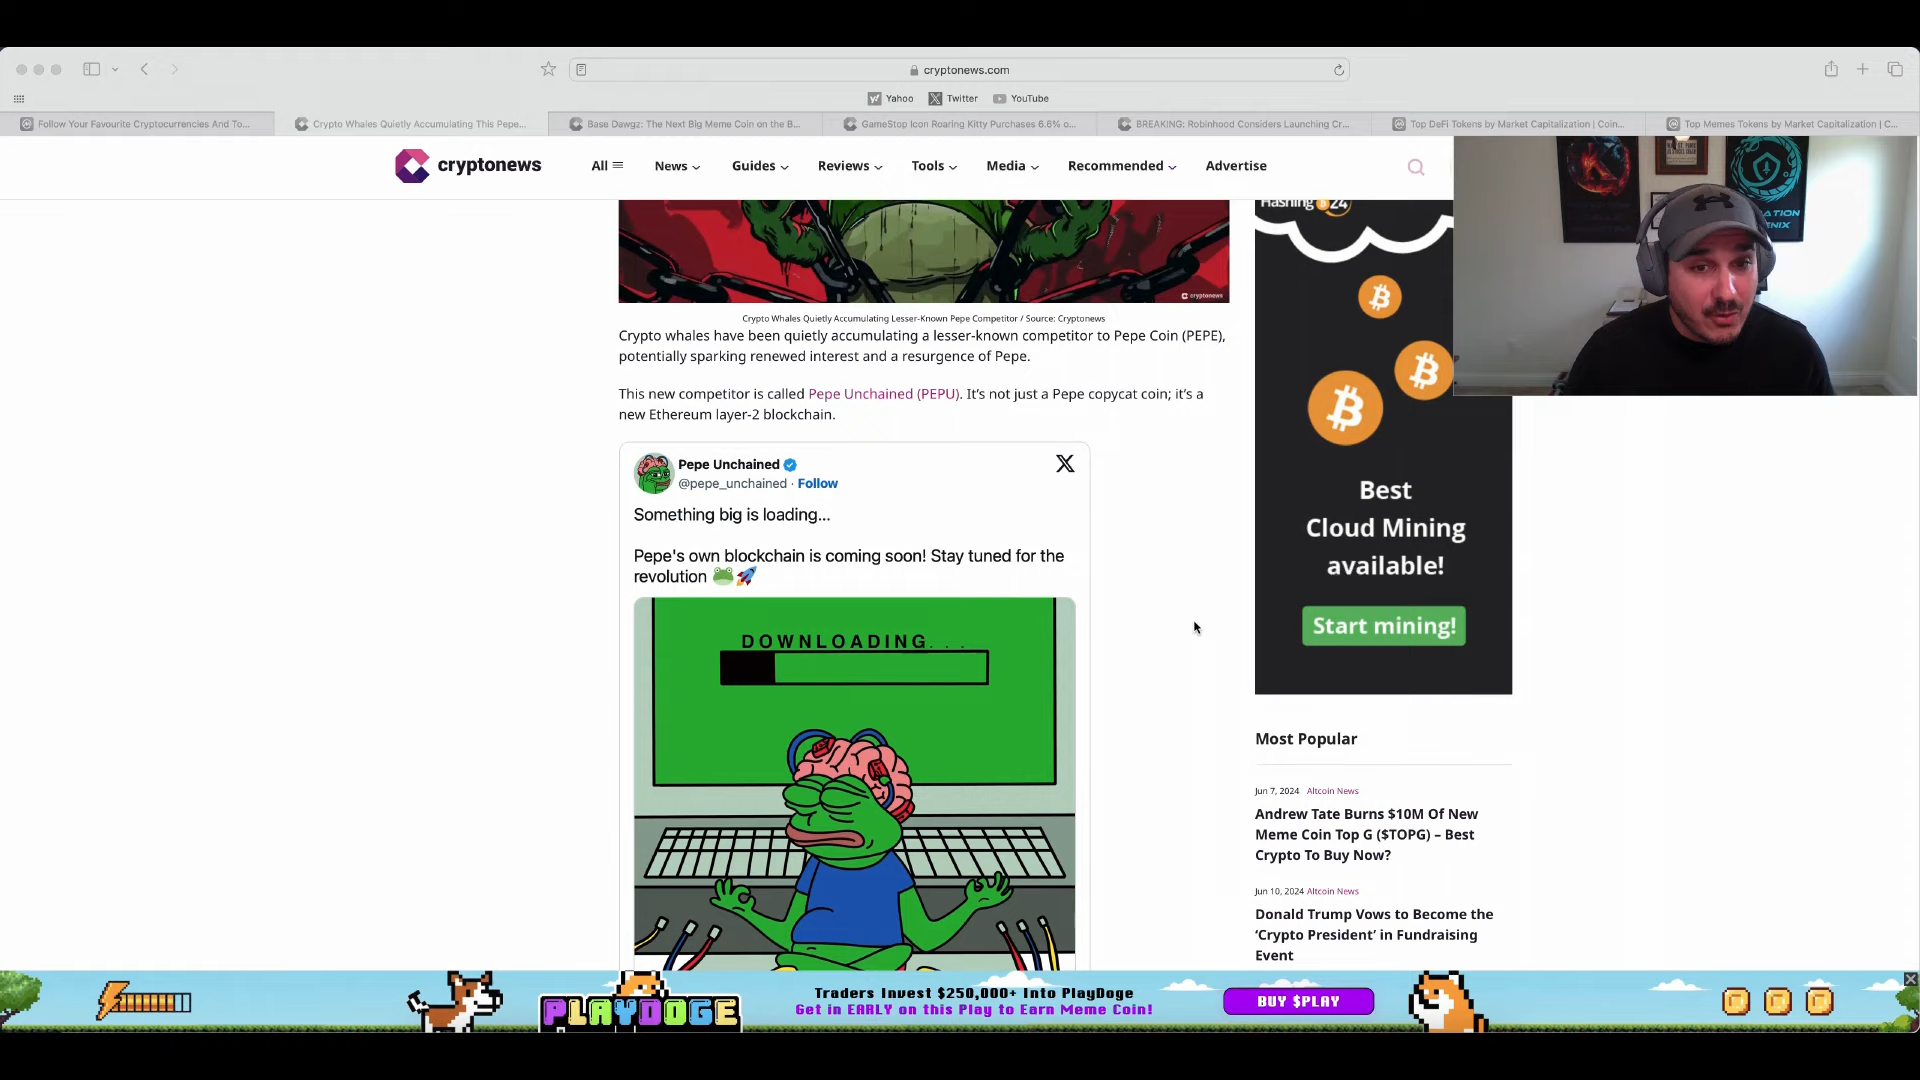 cryptonews.com
Yahoo
Twitter
YouTube
Follow Your Favourite Cryptocurrencies And To...
Crypto Whales Quietly Accumulating This Pepe...
Base Dawgz: The Next Big Meme Coin on the B...
GameStop Icon Roaring Kitty Purchases 6.6% o...
BREAKING: Robinhood Considers Launching Cr...
Top DeFi Tokens by Market Capitalization | Coin...
Top Memes Tokens by Market Capitalization | C...
cryptonews
All
News
Guides
Reviews
Tools
Media
Recommended
Advertise
cryptonews
Crypto Whales Quietly Accumulating Lesser-Known Pepe Competitor / Source: Cryptonews
Crypto whales have been quietly accumulating a lesser-known competitor to Pepe Coin (PEPE),
potentially sparking renewed interest and a resurgence of Pepe.
This new competitor is called Pepe Unchained (PEPU). It’s not just a Pepe copycat coin; it’s a
new Ethereum layer-2 blockchain.
Pepe Unchained
@pepe_unchained · Follow
Something big is loading...
Pepe's own blockchain is coming soon! Stay tuned for the
revolution 🐸🚀
DOWNLOADING...
Hashing 24
Best
Cloud Mining
available!
Start mining!
Most Popular
Jun 7, 2024 Altcoin News
Andrew Tate Burns $10M Of New
Meme Coin Top G ($TOPG) – Best
Crypto To Buy Now?
Jun 10, 2024 Altcoin News
Donald Trump Vows to Become the
‘Crypto President’ in Fundraising
Event
PLAYDOGE
Traders Invest $250,000+ Into PlayDoge
Get in EARLY on this Play to Earn Meme Coin!
BUY $PLAY